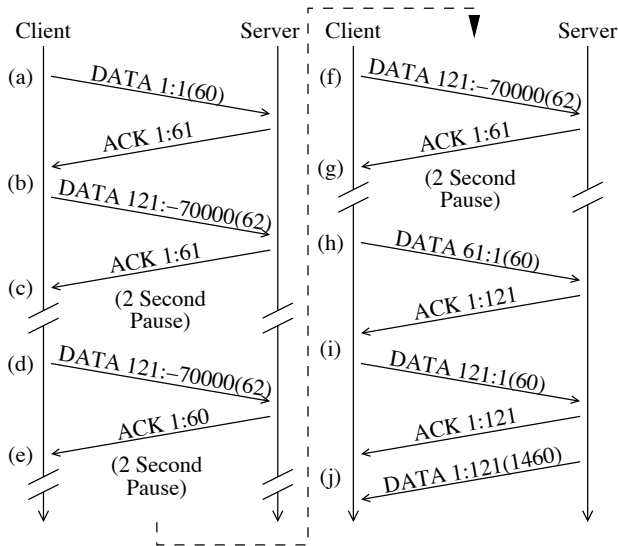 Client Server
(a)
DATA 1:1(60)
ACK 1:61
(b)
DATA 121:–70000(62)
ACK 1:61
(c)
(2 Second
Pause)
(d)
DATA 121:–70000(62)
ACK 1:60
(e)
(2 Second
Pause)
Client Server
(f)
DATA 121:–70000(62)
ACK 1:61
(g)
(2 Second
Pause)
(h)
DATA 61:1(60)
ACK 1:121
(i)
DATA 121:1(60)
ACK 1:121
(j)
DATA 1:121(1460)